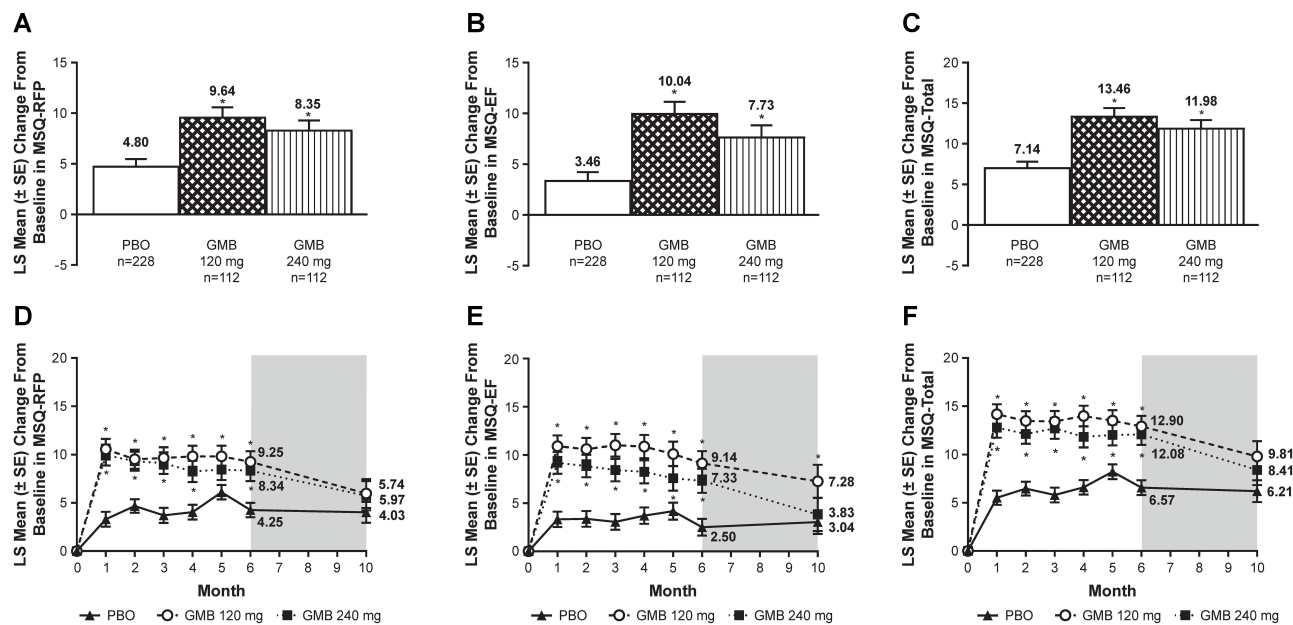 A
LS Mean (± SE) Change From
Baseline in MSQ-RFP
15
10
5
0
-5
4.80
9.64
*
8.35
*
PBO
n=228
GMB
120 mg
n=112
GMB
240 mg
n=112
B
LS Mean (± SE) Change From
Baseline in MSQ-EF
15
10
5
0
-5
3.46
10.04
*
7.73
*
PBO
n=228
GMB
120 mg
n=112
GMB
240 mg
n=112
C
LS Mean (± SE) Change From
Baseline in MSQ-Total
20
15
10
5
0
-5
7.14
13.46
*
11.98
*
PBO
n=228
GMB
120 mg
n=112
GMB
240 mg
n=112
D
LS Mean (± SE) Change From
Baseline in MSQ-RFP
20
15
10
5
0
* * * * * *
* * * * * *
9.25
8.34
4.25
5.74
5.97
4.03
0 1 2 3 4 5 6 7 8 9 10
Month
PBO GMB 120 mg GMB 240 mg
E
LS Mean (± SE) Change From
Baseline in MSQ-EF
20
15
10
5
0
* * * * * * *
* * * * * *
9.14
7.33
2.50
7.28
3.83
3.04
0 1 2 3 4 5 6 7 8 9 10
Month
PBO GMB 120 mg GMB 240 mg
F
LS Mean (± SE) Change From
Baseline in MSQ-Total
20
15
10
5
0
* * * * * *
* * * * * *
12.90
12.08
6.57
9.81
8.41
6.21
0 1 2 3 4 5 6 7 8 9 10
Month
PBO GMB 120 mg GMB 240 mg